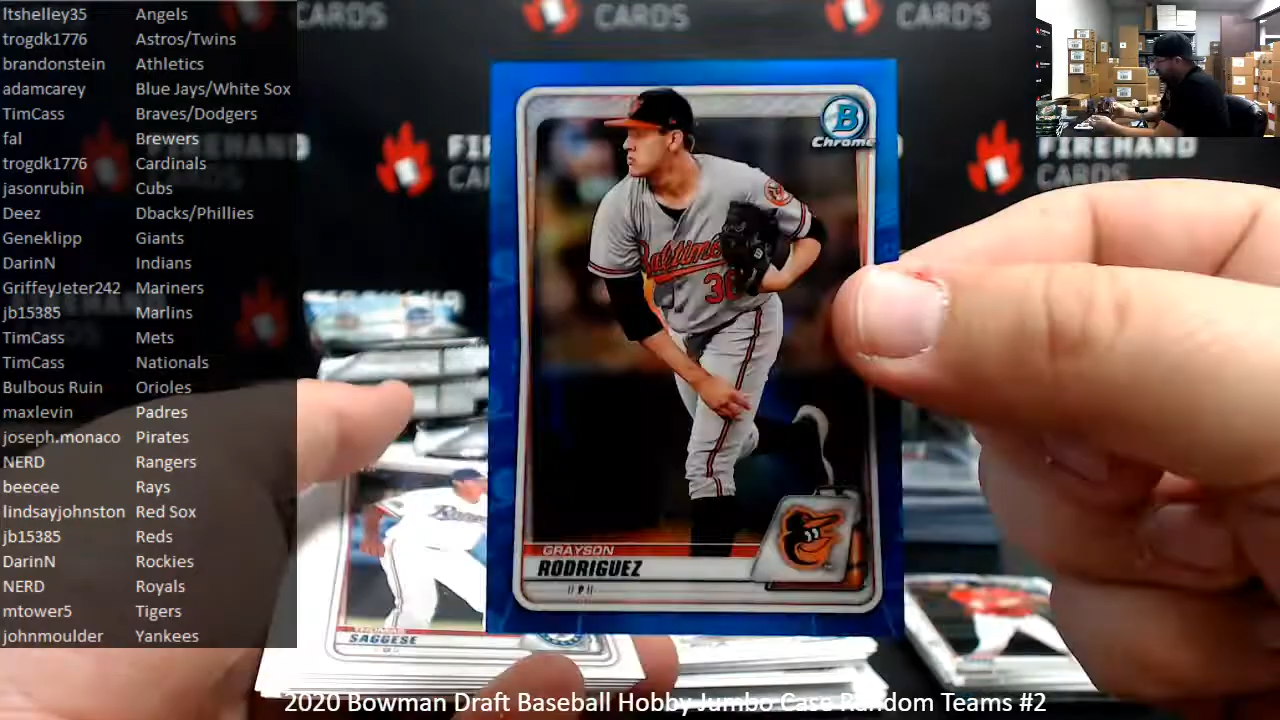 ltshelley35 Angels
trogdk1776 Astros/Twins
brandonstein Athletics
adamcarey Blue Jays/White Sox
TimCass Braves/Dodgers
fal Brewers
trogdk1776 Cardinals
jasonrubin Cubs
Deez Dbacks/Phillies
Geneklipp Giants
DarinN Indians
GriffeyJeter242 Mariners
jb15385 Marlins
TimCass Mets
TimCass Nationals
Bulbous Ruin Orioles
maxlevin Padres
joseph.monaco Pirates
NERD Rangers
beecee Rays
lindsayjohnston Red Sox
jb15385 Reds
DarinN Rockies
NERD Royals
mtower5 Tigers
johnmoulder Yankees
CARDS
CARDS
CARDS
FIREHAND
CARDS
B
Chrome
Baltimore
30
GRAYSON
RODRIGUEZ
P
THOMAS
SAGGESE
2020 Bowman Draft Baseball Hobby Jumbo Case Random Teams #2